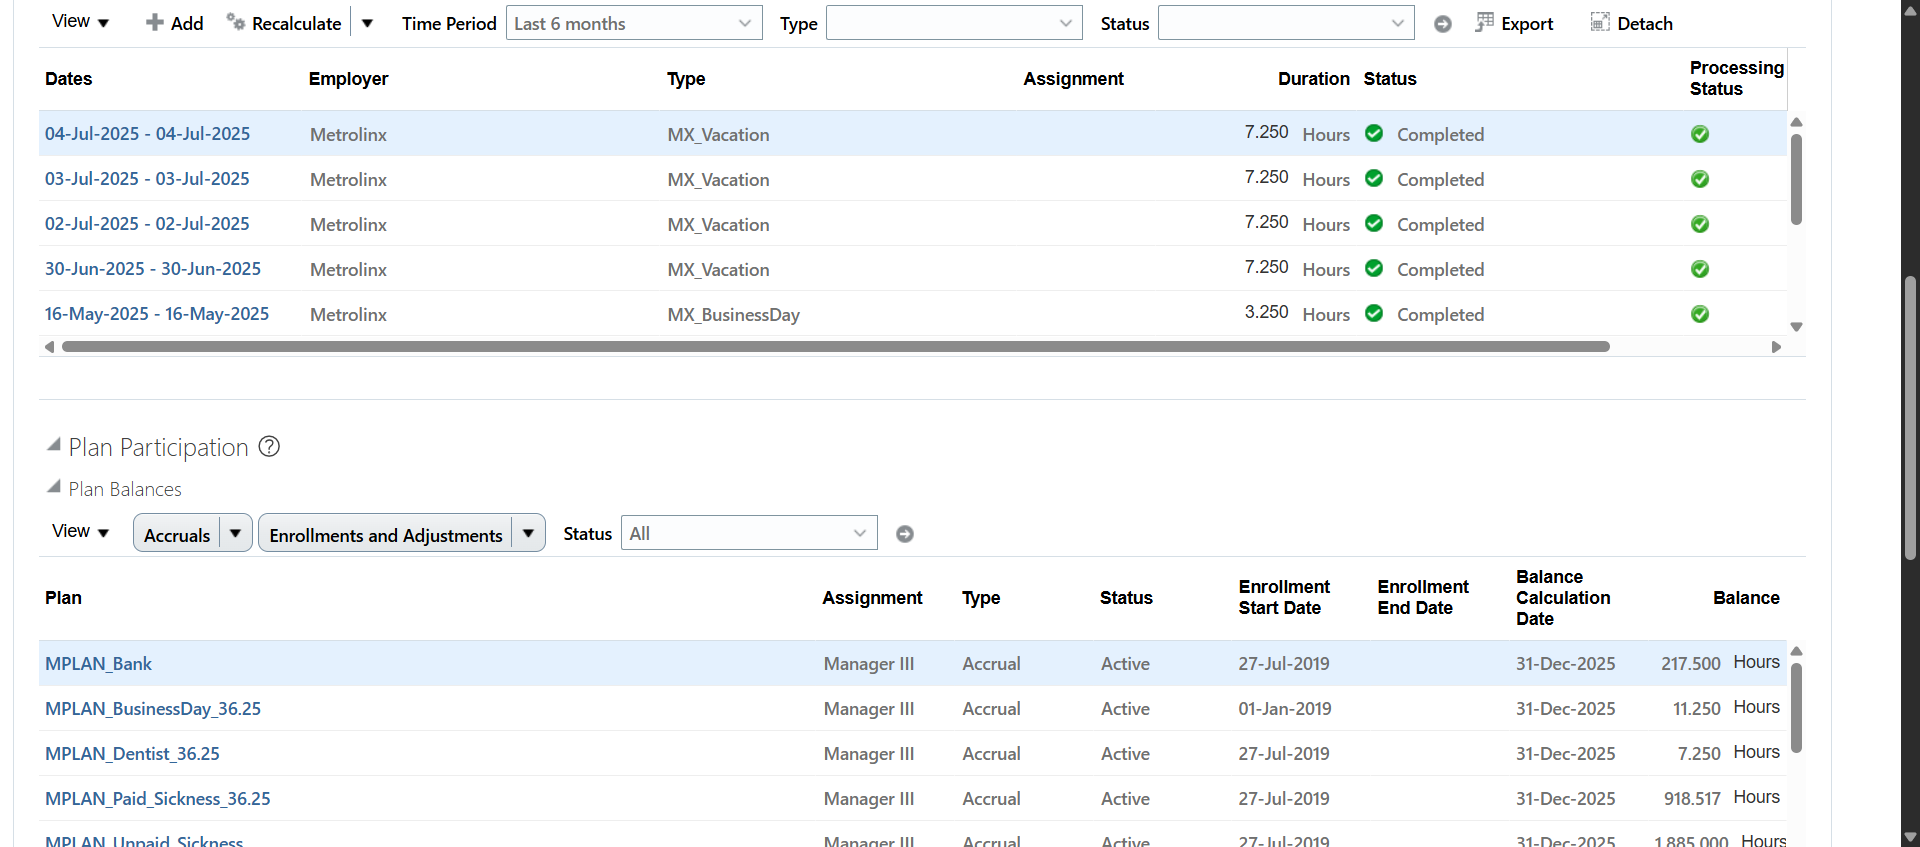 View Add Recalculate Time Period Last 6 months Type Status Export Detach
Dates Employer Type Assignment Duration Status Processing Status
04-Jul-2025 - 04-Jul-2025 Metrolinx MX_Vacation 7.250 Hours Completed
03-Jul-2025 - 03-Jul-2025 Metrolinx MX_Vacation 7.250 Hours Completed
02-Jul-2025 - 02-Jul-2025 Metrolinx MX_Vacation 7.250 Hours Completed
30-Jun-2025 - 30-Jun-2025 Metrolinx MX_Vacation 7.250 Hours Completed
16-May-2025 - 16-May-2025 Metrolinx MX_BusinessDay 3.250 Hours Completed
Plan Participation ?
Plan Balances
View Accruals Enrollments and Adjustments Status All
Plan Assignment Type Status Enrollment Start Date Enrollment End Date Balance Calculation Date Balance
MPLAN_Bank Manager III Accrual Active 27-Jul-2019 31-Dec-2025 217.500 Hours
MPLAN_BusinessDay_36.25 Manager III Accrual Active 01-Jan-2019 31-Dec-2025 11.250 Hours
MPLAN_Dentist_36.25 Manager III Accrual Active 27-Jul-2019 31-Dec-2025 7.250 Hours
MPLAN_Paid_Sickness_36.25 Manager III Accrual Active 27-Jul-2019 31-Dec-2025 918.517 Hours
MPLAN_Unpaid_Sickness Manager III Accrual Active 27-Jul-2019 31-Dec-2025 1,885.000 Hours